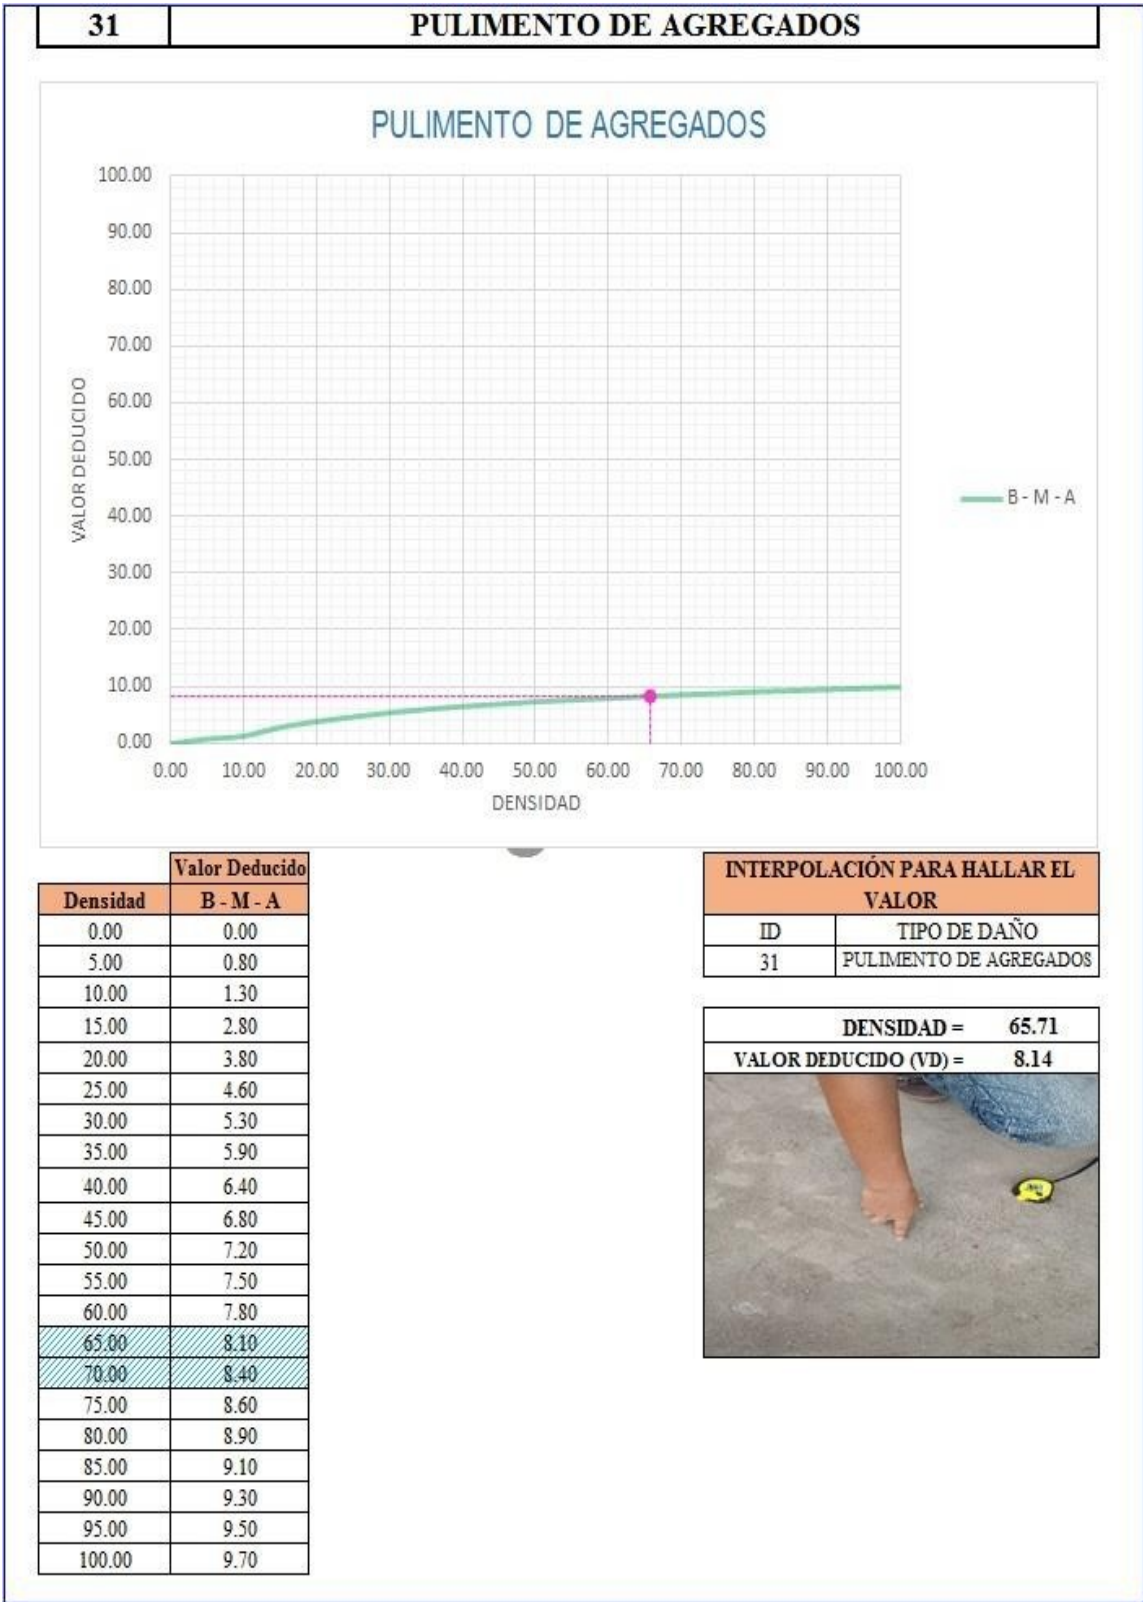 31 PULIMENTO DE AGREGADOS
PULIMENTO DE AGREGADOS
100.00
90.00
80.00
70.00
60.00
50.00
40.00
30.00
20.00
10.00
0.00
VALOR DEDUCIDO
0.00 10.00 20.00 30.00 40.00 50.00 60.00 70.00 80.00 90.00 100.00
DENSIDAD
B - M - A
Valor Deducido
Densidad B - M - A
0.00 0.00
5.00 0.80
10.00 1.30
15.00 2.80
20.00 3.80
25.00 4.60
30.00 5.30
35.00 5.90
40.00 6.40
45.00 6.80
50.00 7.20
55.00 7.50
60.00 7.80
65.00 8.10
70.00 8.40
75.00 8.60
80.00 8.90
85.00 9.10
90.00 9.30
95.00 9.50
100.00 9.70
INTERPOLACIÓN PARA HALLAR EL
VALOR
ID TIPO DE DAÑO
31 PULIMENTO DE AGREGADOS
DENSIDAD = 65.71
VALOR DEDUCIDO (VD) = 8.14